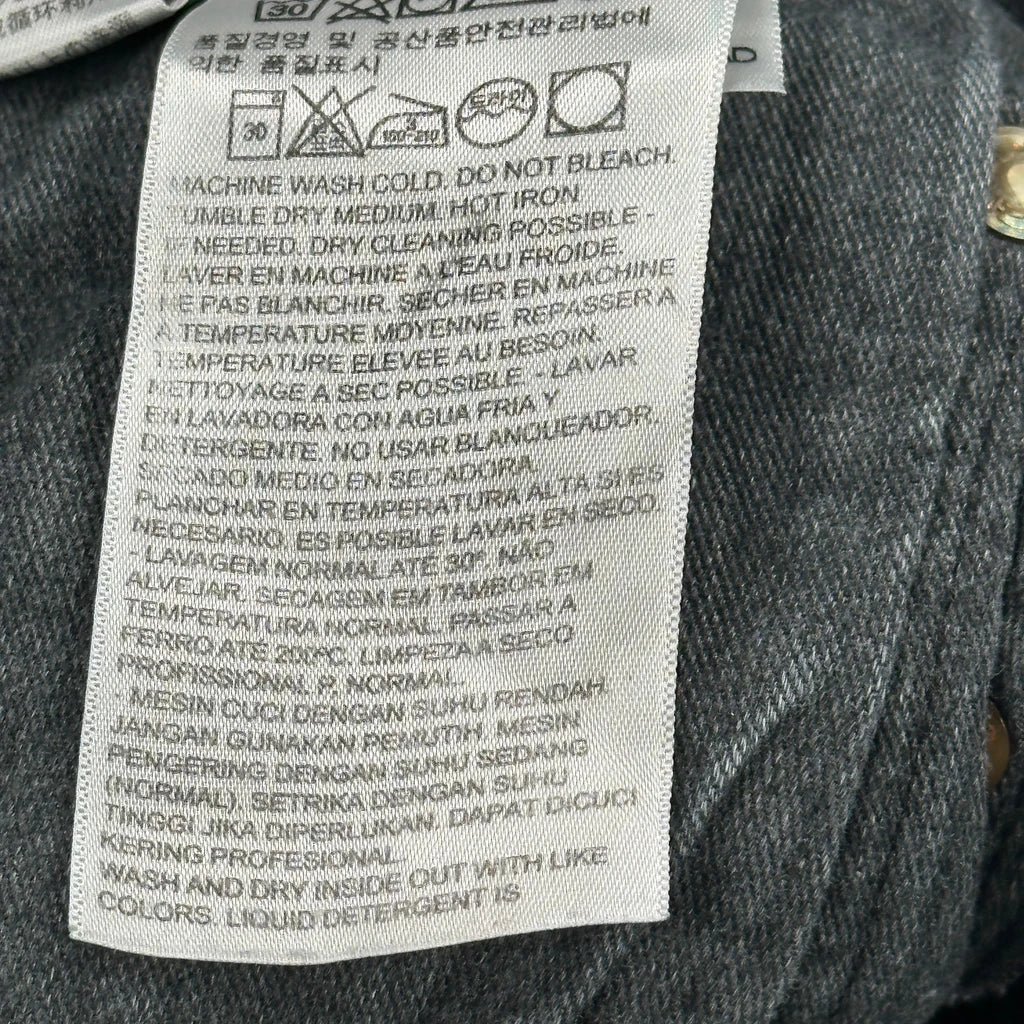 30
품질경영 및 공산품안전관리법에
의한 품질표시
30 드라이
MACHINE WASH COLD. DO NOT BLEACH.
TUMBLE DRY MEDIUM. HOT IRON
IF NEEDED. DRY CLEANING POSSIBLE -
LAVER EN MACHINE A L'EAU FROIDE.
NE PAS BLANCHIR. SECHER EN MACHINE
A TEMPERATURE MOYENNE. REPASSER A
TEMPERATURE ELEVEE AU BESOIN.
NETTOYAGE A SEC POSSIBLE. - LAVAR
EN LAVADORA CON AGUA FRIA Y
DETERGENTE. NO USAR BLANQUEADOR.
SECADO MEDIO EN SECADORA.
PLANCHAR EN TEMPERATURA ALTA SI ES
NECESARIO. ES POSIBLE LAVAR EN SECO.
- LAVAGEM NORMAL ATE 30º. NÃO
ALVEJAR. SECAGEM EM TAMBOR EM
TEMPERATURA NORMAL. PASSAR A
FERRO ATE 200ºC. LIMPEZA A SECO
PROFISSIONAL P. NORMAL.
- MESIN CUCI DENGAN SUHU RENDAH.
JANGAN GUNAKAN PEMUTIH. MESIN
PENGERING DENGAN SUHU SEDANG
(NORMAL). SETRIKA DENGAN SUHU
TINGGI JIKA DIPERLUKAN. DAPAT DICUCI
KERING PROFESIONAL.
WASH AND DRY INSIDE OUT WITH LIKE
COLORS. LIQUID DETERGENT IS